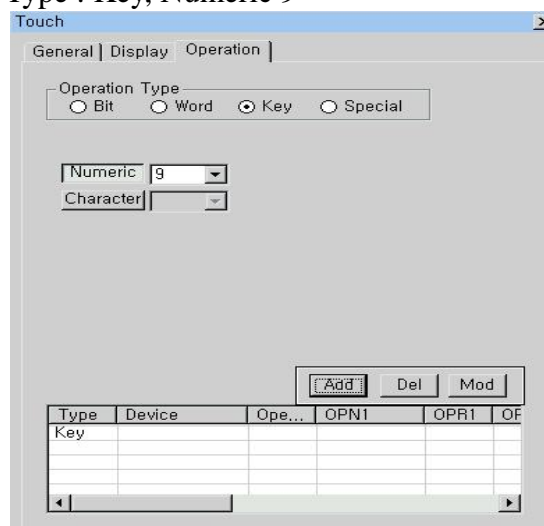 Type : Key, Numeric 9
Touch
General Display Operation
Operation Type
Bit Word Key Special
Numeric 9
Character
Add Del Mod
Type Device Ope... OPN1 OPR1 OF
Key